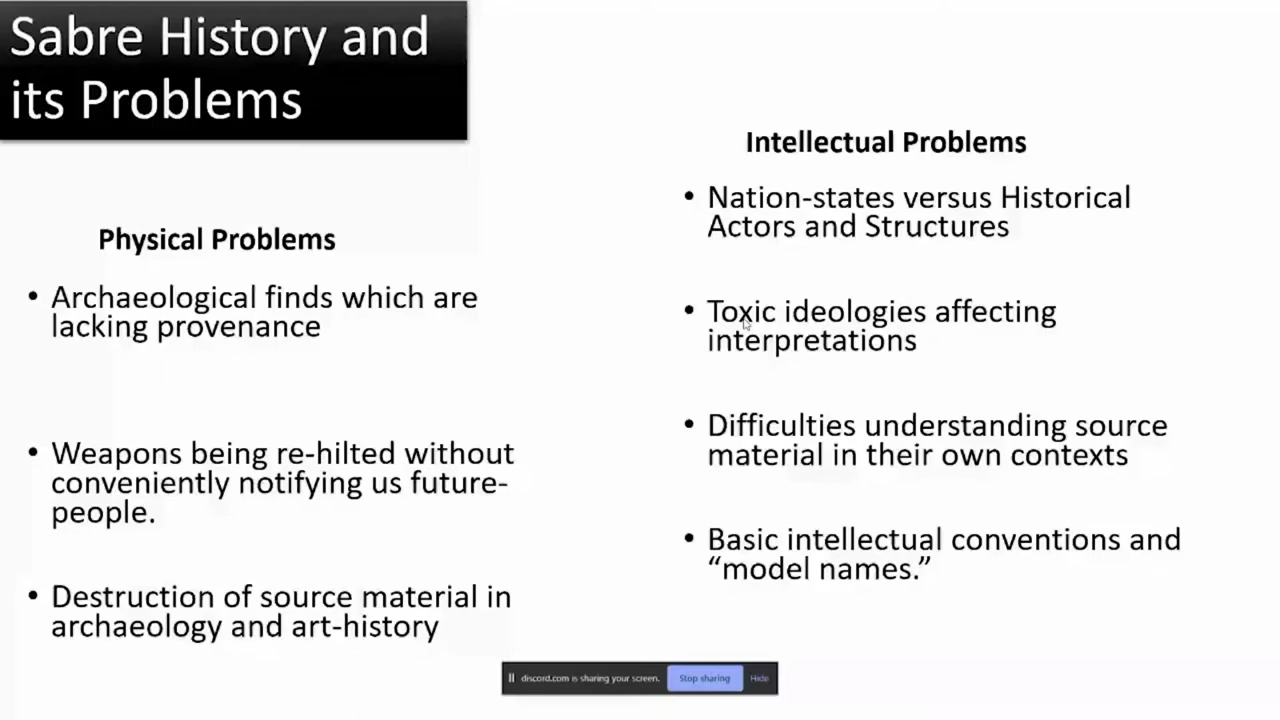 Sabre History and
its Problems
Physical Problems
• Archaeological finds which are
lacking provenance
• Weapons being re-hilted without
conveniently notifying us future-
people.
• Destruction of source material in
archaeology and art-history
Intellectual Problems
• Nation-states versus Historical
Actors and Structures
• Toxic ideologies affecting
interpretations
• Difficulties understanding source
material in their own contexts
• Basic intellectual conventions and
“model names.”
discord.com is sharing your screen. Stop sharing Hide